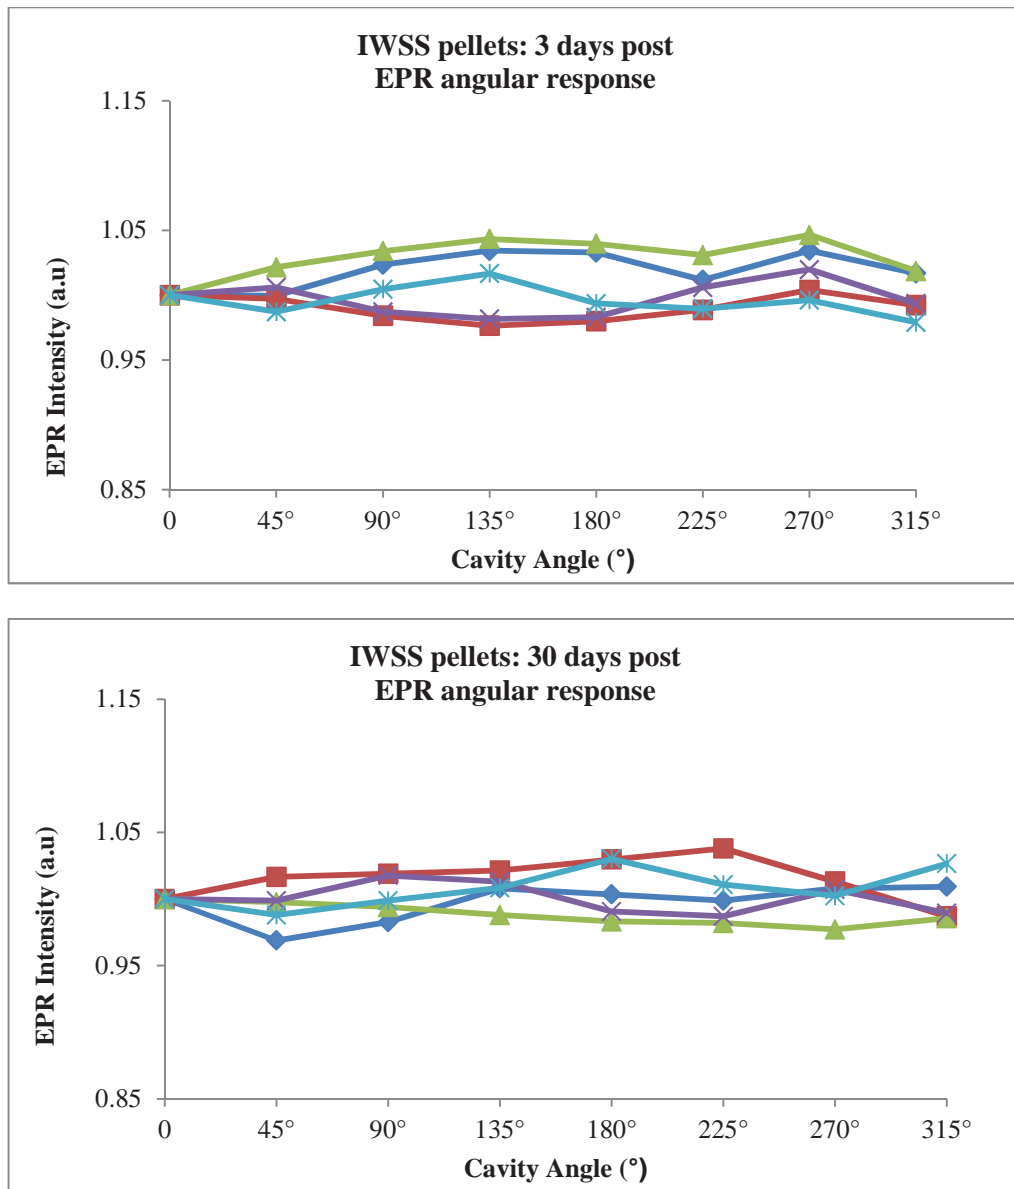 IWSS pellets: 3 days post
EPR angular response
1.15
1.05
0.95
0.85
EPR Intensity (a.u)
0 45° 90° 135° 180° 225° 270° 315°
Cavity Angle (°)
IWSS pellets: 30 days post
EPR angular response
1.15
1.05
0.95
0.85
EPR Intensity (a.u)
0 45° 90° 135° 180° 225° 270° 315°
Cavity Angle (°)